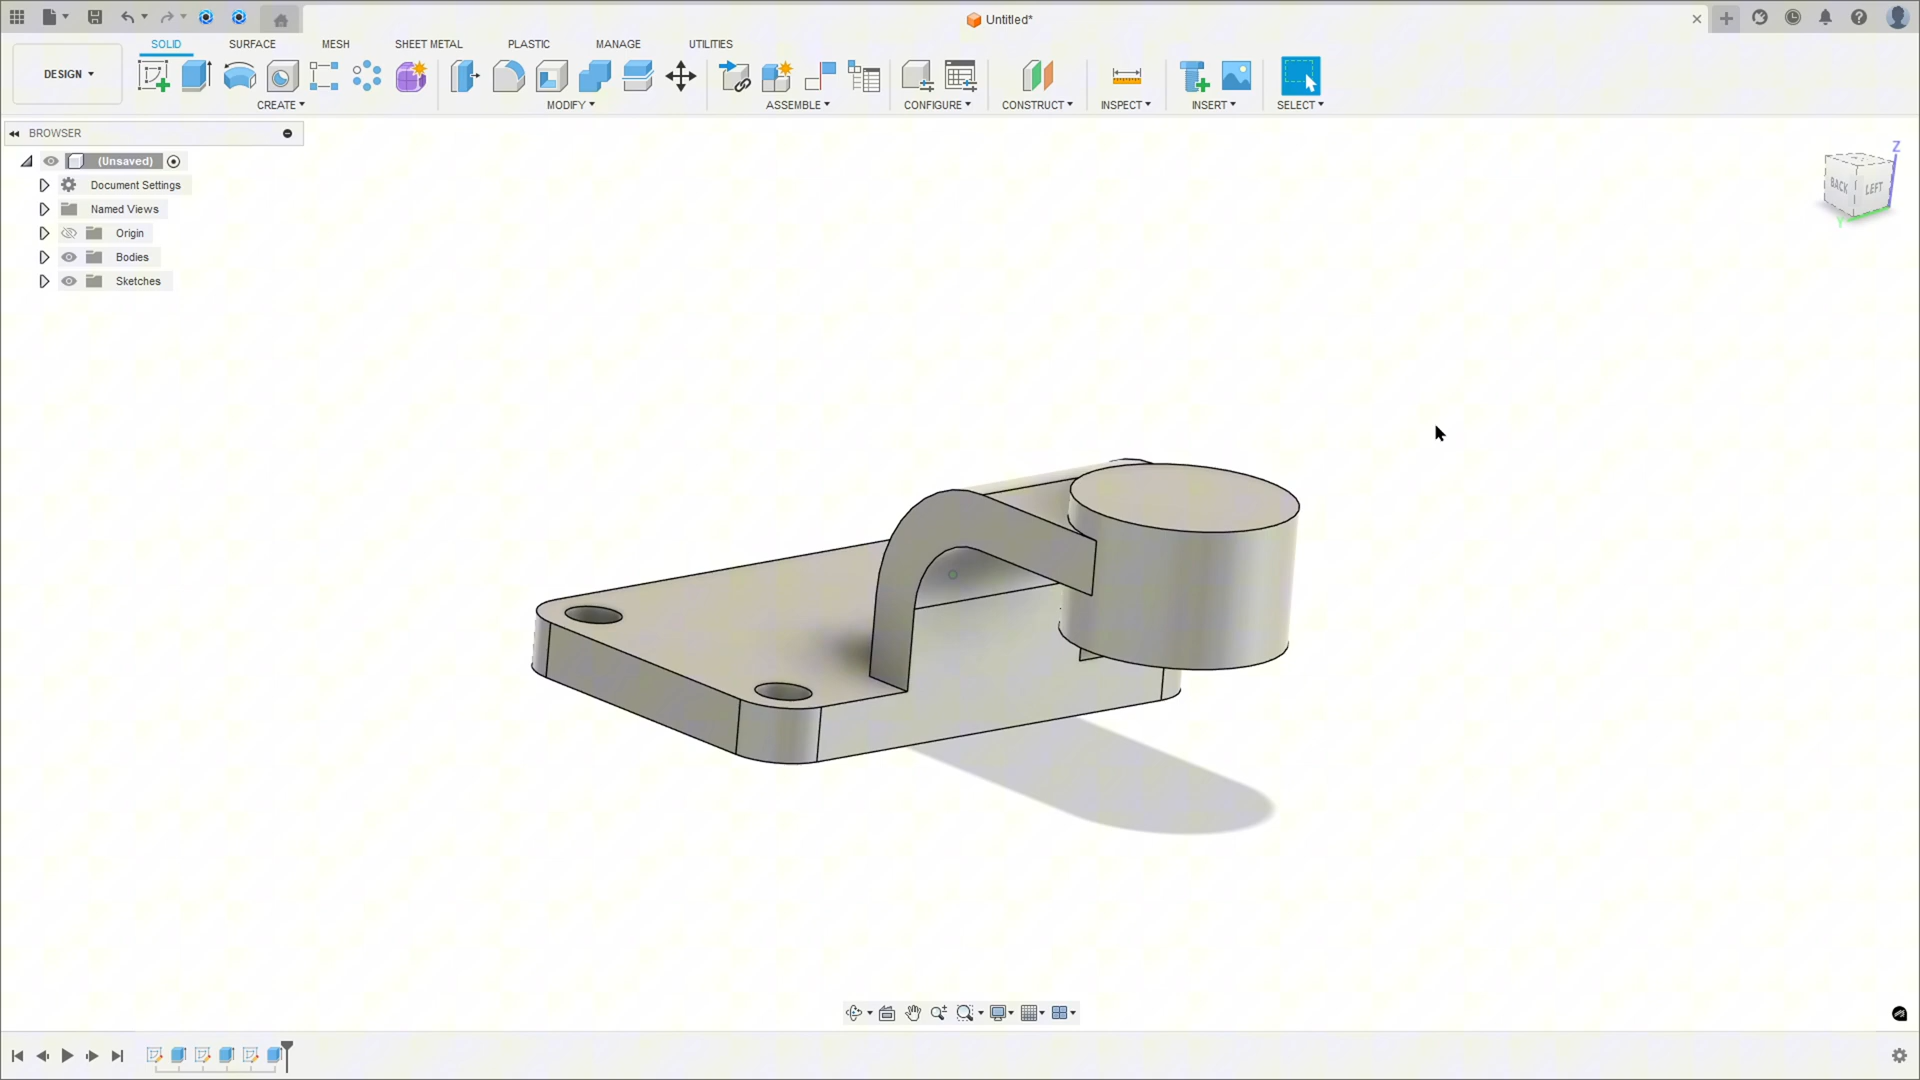 Untitled*
SOLID SURFACE MESH SHEET METAL PLASTIC MANAGE UTILITIES
DESIGN
CREATE MODIFY ASSEMBLE CONFIGURE CONSTRUCT INSPECT INSERT SELECT
BROWSER
(Unsaved)
Document Settings
Named Views
Origin
Bodies
Sketches
Z
BACK LEFT
Y